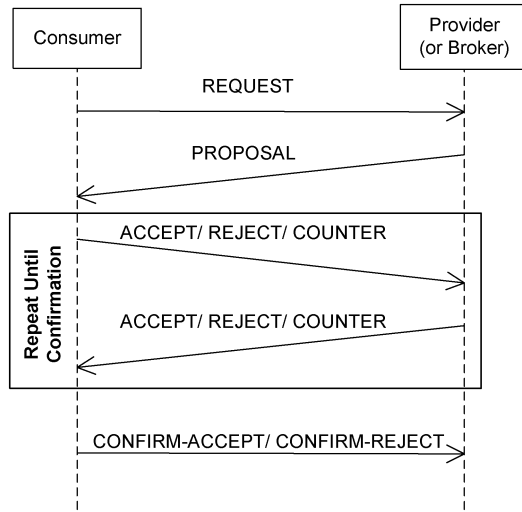 Consumer
Provider
(or Broker)
REQUEST
PROPOSAL
ACCEPT/ REJECT/ COUNTER
Repeat Until
Confirmation
ACCEPT/ REJECT/ COUNTER
CONFIRM-ACCEPT/ CONFIRM-REJECT